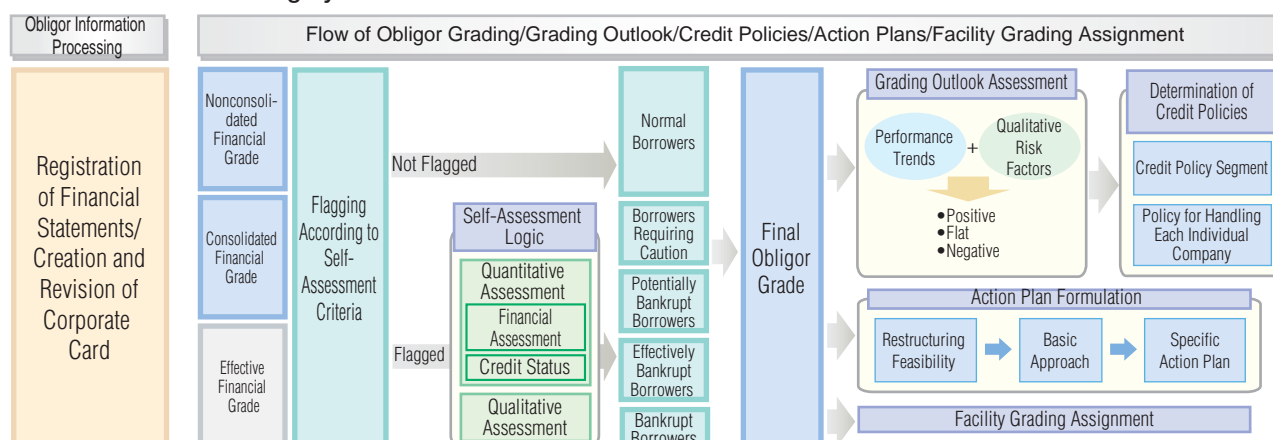 Obligor Information
Processing
Flow of Obligor Grading/Grading Outlook/Credit Policies/Action Plans/Facility Grading Assignment
Registration
of Financial
Statements/
Creation and
Revision of
Corporate
Card
Nonconsoli-
dated
Financial
Grade
Consolidated
Financial
Grade
Effective
Financial
Grade
Flagging
According to
Self-
Assessment
Criteria
Not Flagged
Flagged
Self-Assessment
Logic
Quantitative
Assessment
Financial
Assessment
Credit Status
Qualitative
Assessment
Normal
Borrowers
Borrowers
Requiring
Caution
Potentially
Bankrupt
Borrowers
Effectively
Bankrupt
Borrowers
Bankrupt
Borrowers
Final
Obligor
Grade
Grading Outlook Assessment
Performance
Trends
+
Qualitative
Risk
Factors
•Positive
•Flat
•Negative
Determination of
Credit Policies
Credit Policy Segment
Policy for Handling
Each Individual
Company
Action Plan Formulation
Restructuring
Feasibility
Basic
Approach
Specific
Action Plan
Facility Grading Assignment